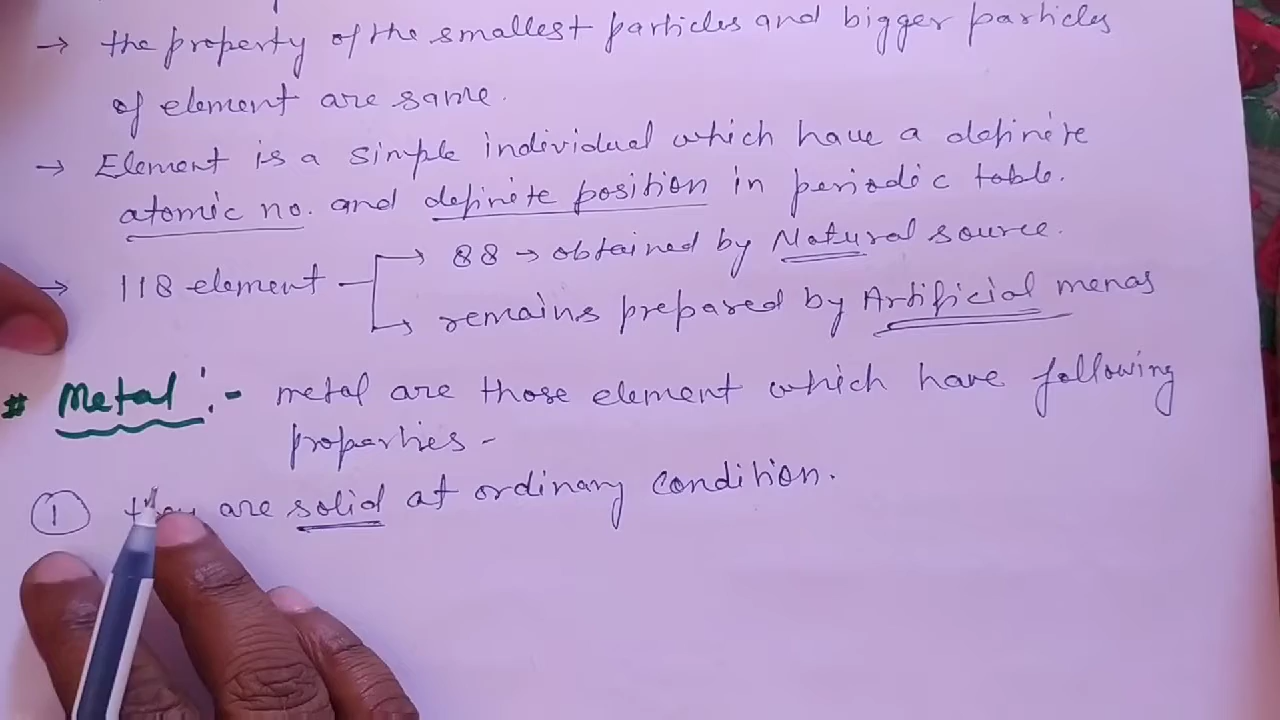 → the property of the smallest particles and bigger particles
of element are same.
→ Element is a simple individual which have a definite
atomic no. and definite position in periodic table.
→ 118 element → 88 → obtained by Natural source.
→ remains prepared by Artificial menas
# Metal :- metal are those element which have following
properties -
① they are solid at ordinary condition.